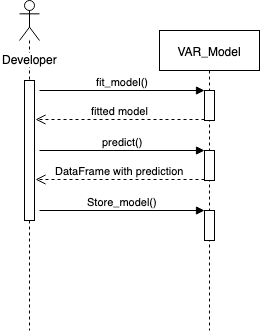 Developer
VAR_Model
fit_model()
fitted model
predict()
DataFrame with prediction
Store_model()